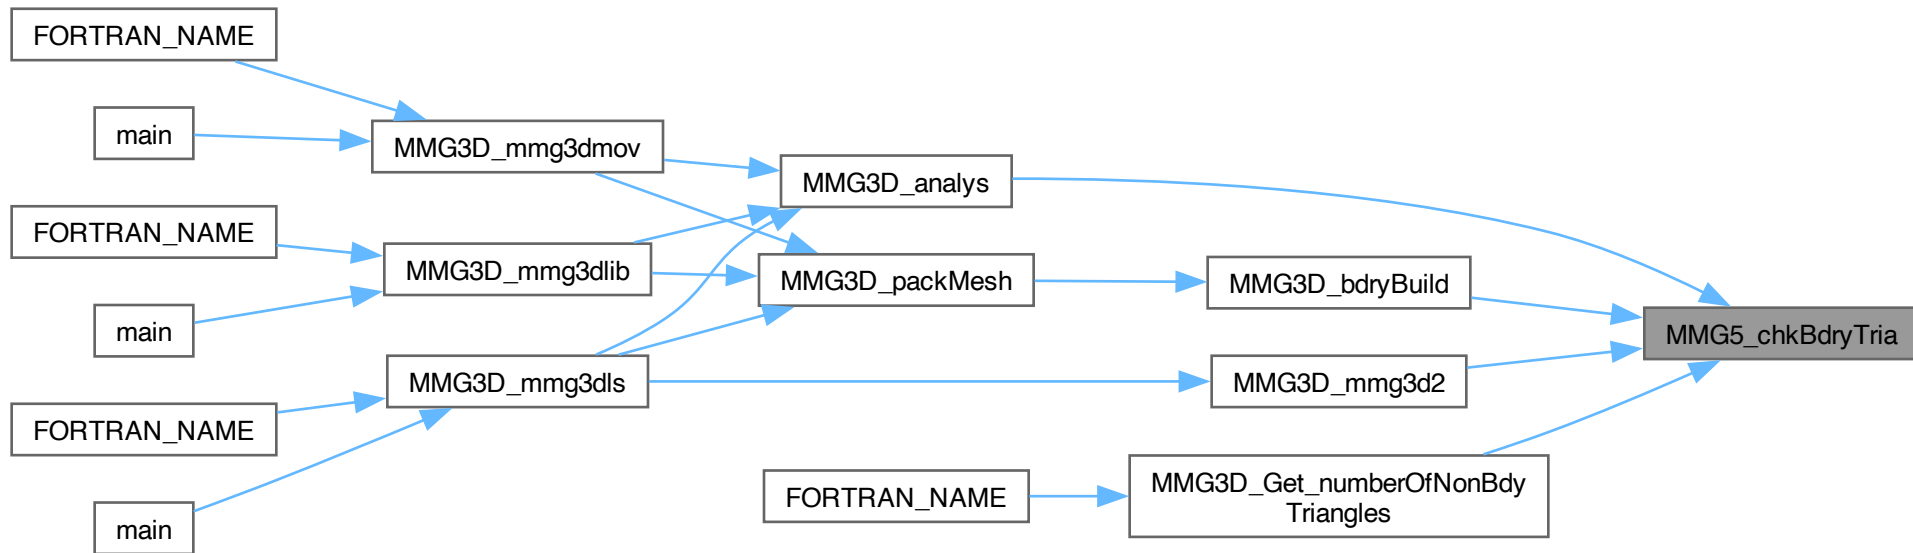 FORTRAN_NAME
main
MMG3D_mmg3dmov
MMG3D_analys
FORTRAN_NAME
MMG3D_mmg3dlib
main
MMG3D_packMesh
MMG3D_bdryBuild
MMG5_chkBdryTria
MMG3D_mmg3dls
MMG3D_mmg3d2
FORTRAN_NAME
main
FORTRAN_NAME
MMG3D_Get_numberOfNonBdy
Triangles